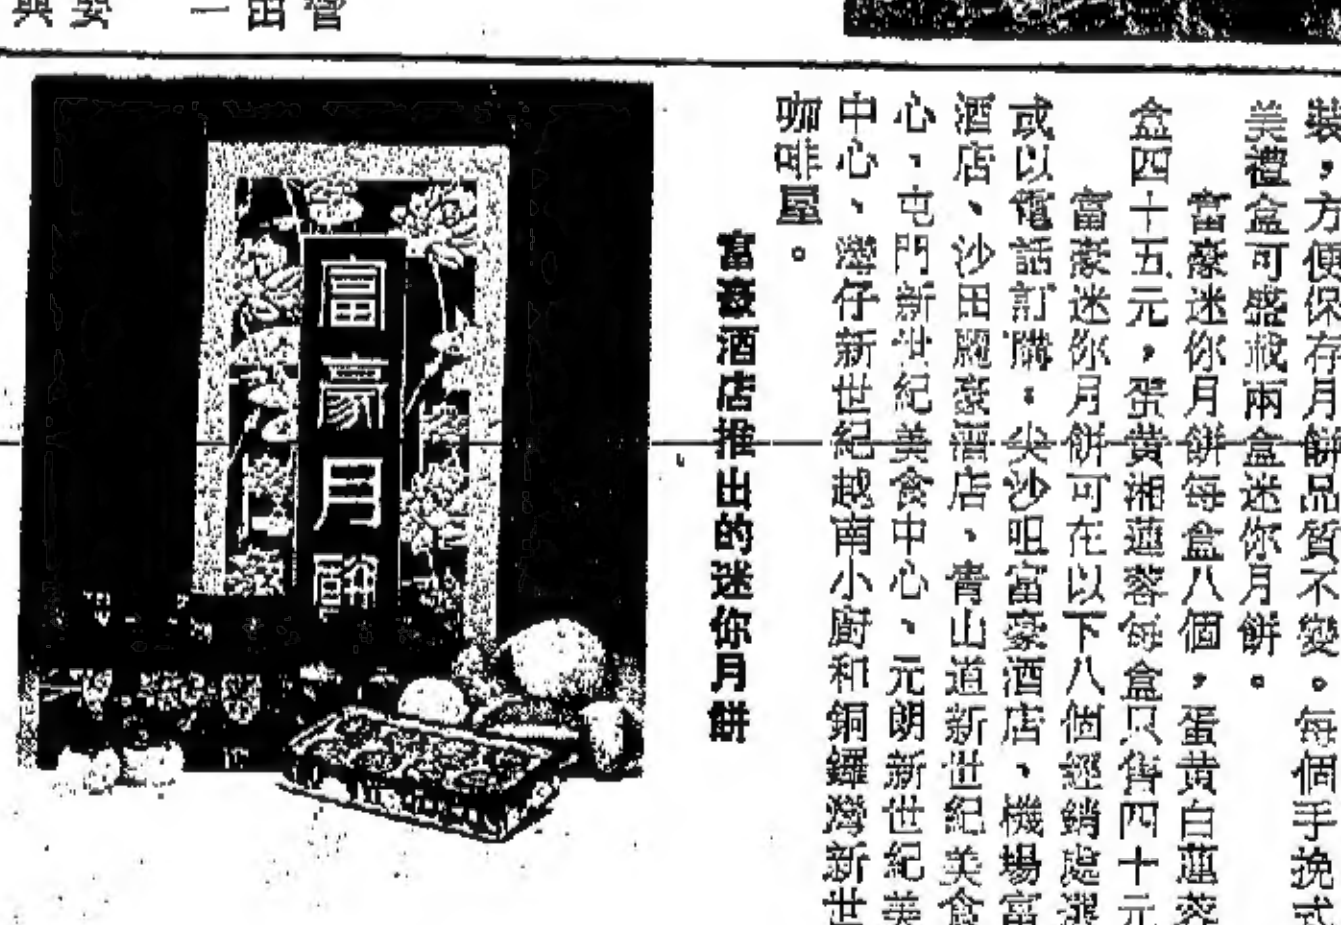 裝，方便保存月餅品質不變。每個手挽式
美禮盒可盛載兩盒迷你月餅。
富豪迷你月餅每盒八個，蛋黄白蓮蓉
盒四十五元，蛋黄湘蓮蓉每盒只售四十元
富豪迷你月餅可在以下八個經銷處選
或以電話訂購：尖沙咀富豪酒店、機場富
酒店、沙田麗豪酒店、青山道新世紀美食
心、屯門新世紀美食中心、元朗新世紀美
中心、灣仔新世紀越南小廚和銅鑼灣新世
咖啡屋。
富豪酒店推出的迷你月餅
富豪月餅